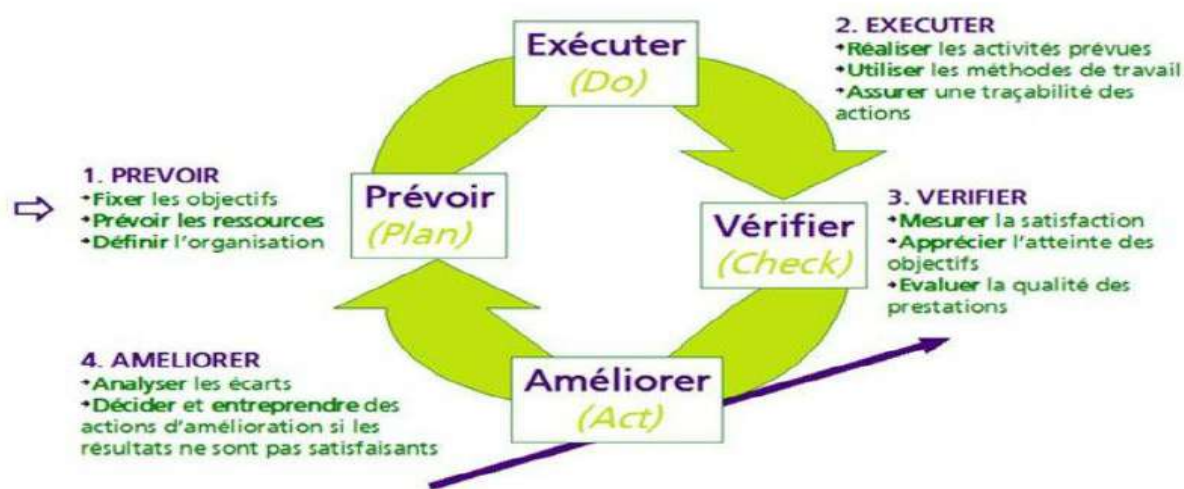 Exécuter
(Do)
2. EXECUTER
➝Réaliser les activités prévues
➝Utiliser les méthodes de travail
➝Assurer une traçabilité des
actions
1. PREVOIR
➝Fixer les objectifs
➝Prévoir les ressources
➝Définir l'organisation
Prévoir
(Plan)
Vérifier
(Check)
3. VERIFIER
➝Mesurer la satisfaction
➝Apprécier l'atteinte des
objectifs
➝Evaluer la qualité des
prestations
4. AMELIORER
➝Analyser les écarts
➝Décider et entreprendre des
actions d'amélioration si les
résultats ne sont pas satisfaisants
Améliorer
(Act)